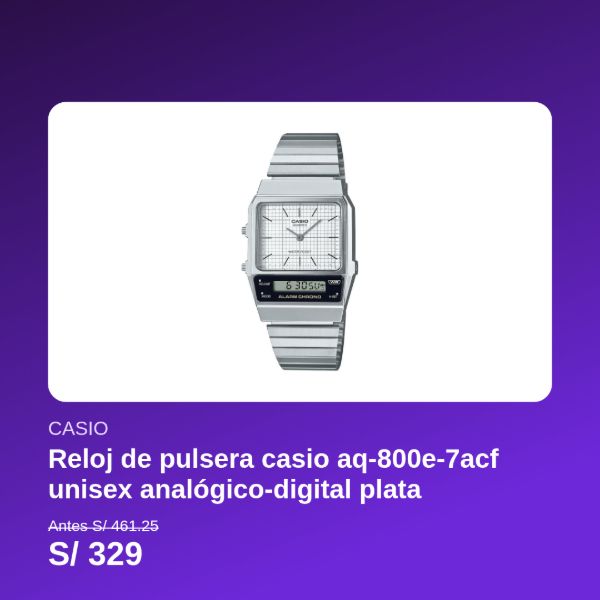 CASIO
ALARM CHRONO
CASIO
Reloj de pulsera casio aq-800e-7acf
unisex analógico-digital plata
Antes S/ 461.25
S/ 329